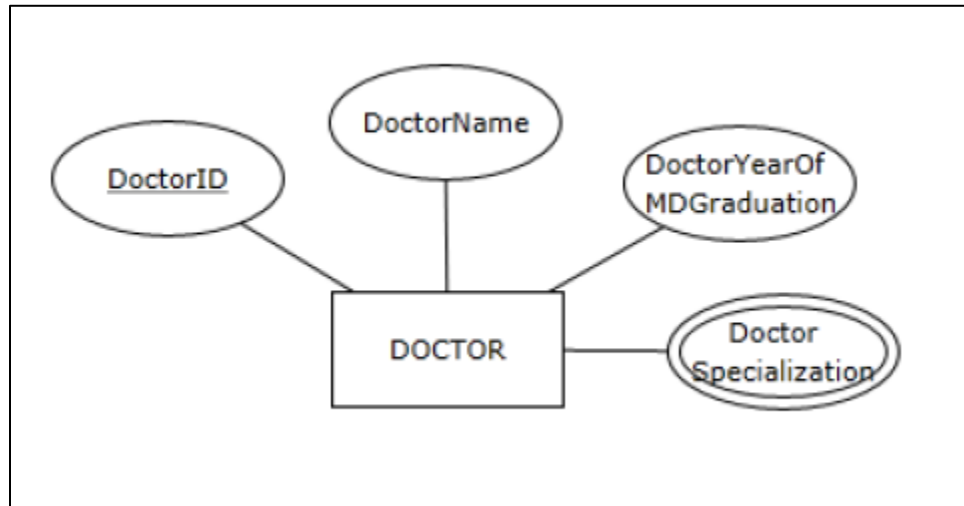 DoctorName
DoctorID
DoctorYearOf
MDGraduation
DOCTOR
Doctor
Specialization